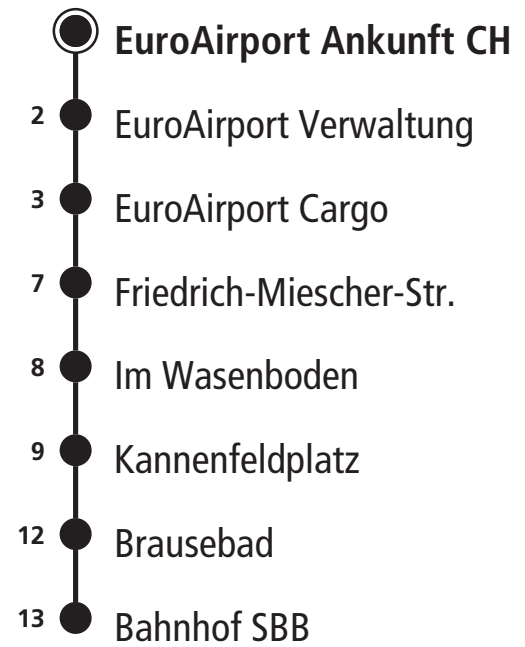 EuroAirport Ankunft CH
2 EuroAirport Verwaltung
3 EuroAirport Cargo
7 Friedrich-Miescher-Str.
8 Im Wasenboden
9 Kannenfeldplatz
12 Brausebad
13 Bahnhof SBB